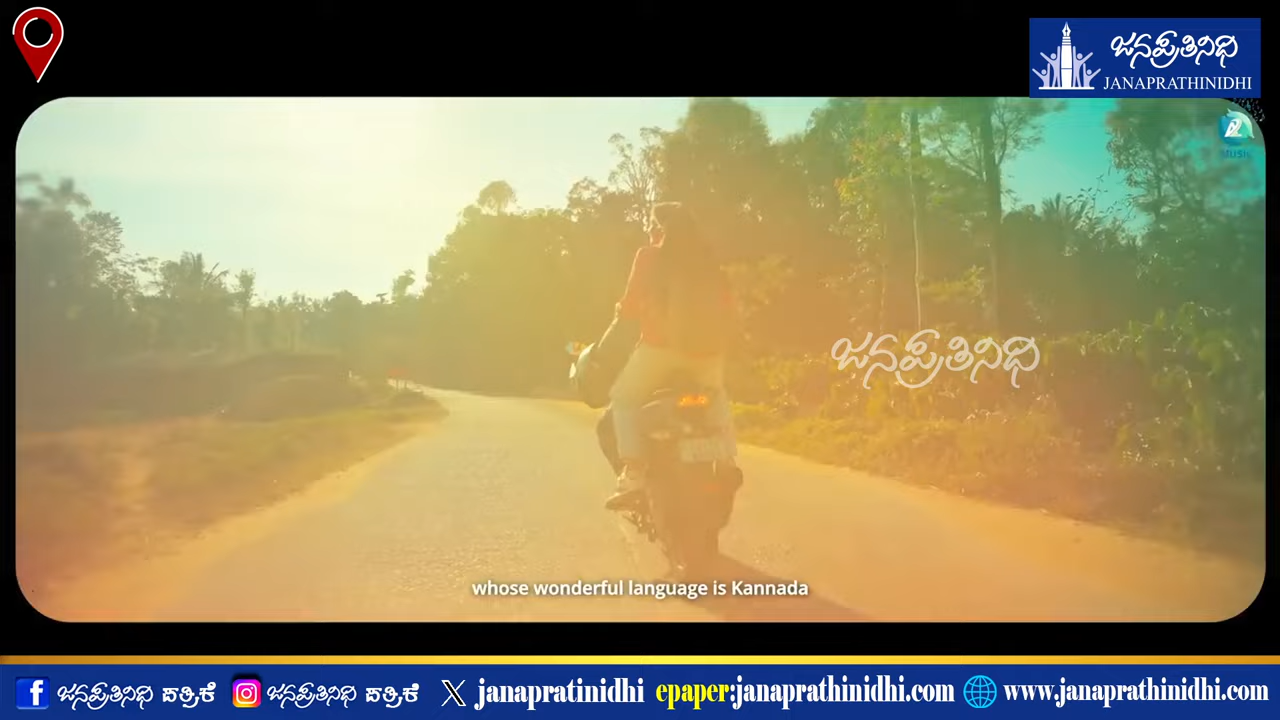 ಜನಪ್ರತಿನಿಧಿ
JANAPRATHINIDHI
MUSIC
ಜನಪ್ರತಿನಿಧಿ
whose wonderful language is Kannada
ಜನಪ್ರತಿನಿಧಿ ಪತ್ರಿಕೆ ಜನಪ್ರತಿನಿಧಿ ಪತ್ರಿಕೆ janapratinidhi epaper:janaprathinidhi.com www.janaprathinidhi.com